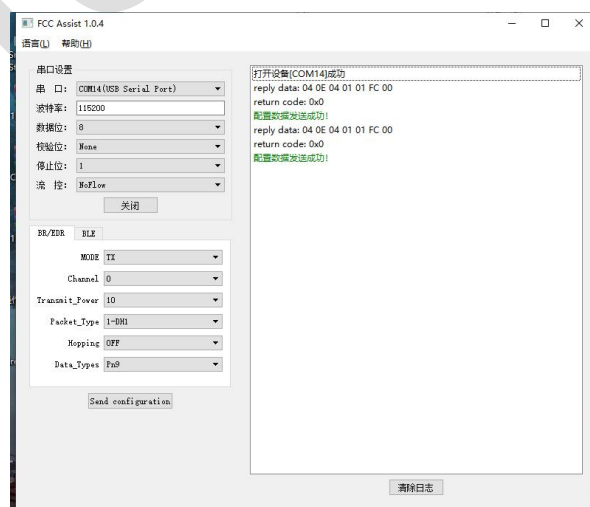 FCC Assist 1.0.4
语言(L) 帮助(H)
串口设置
串 口: COM14(USB Serial Port)
波特率: 115200
数据位: 8
校验位: None
停止位: 1
流 控: NoFlow
关闭
BR/EDR BLE
MODE TX
Channel 0
Transmit_Power 10
Packet_Type 1-DH1
Hopping OFF
Data_Types Pn9
Send configuration
打开设备[COM14]成功
reply data: 04 0E 04 01 01 FC 00
return code: 0x0
配置数据发送成功!
reply data: 04 0E 04 01 01 FC 00
return code: 0x0
配置数据发送成功!
清除日志